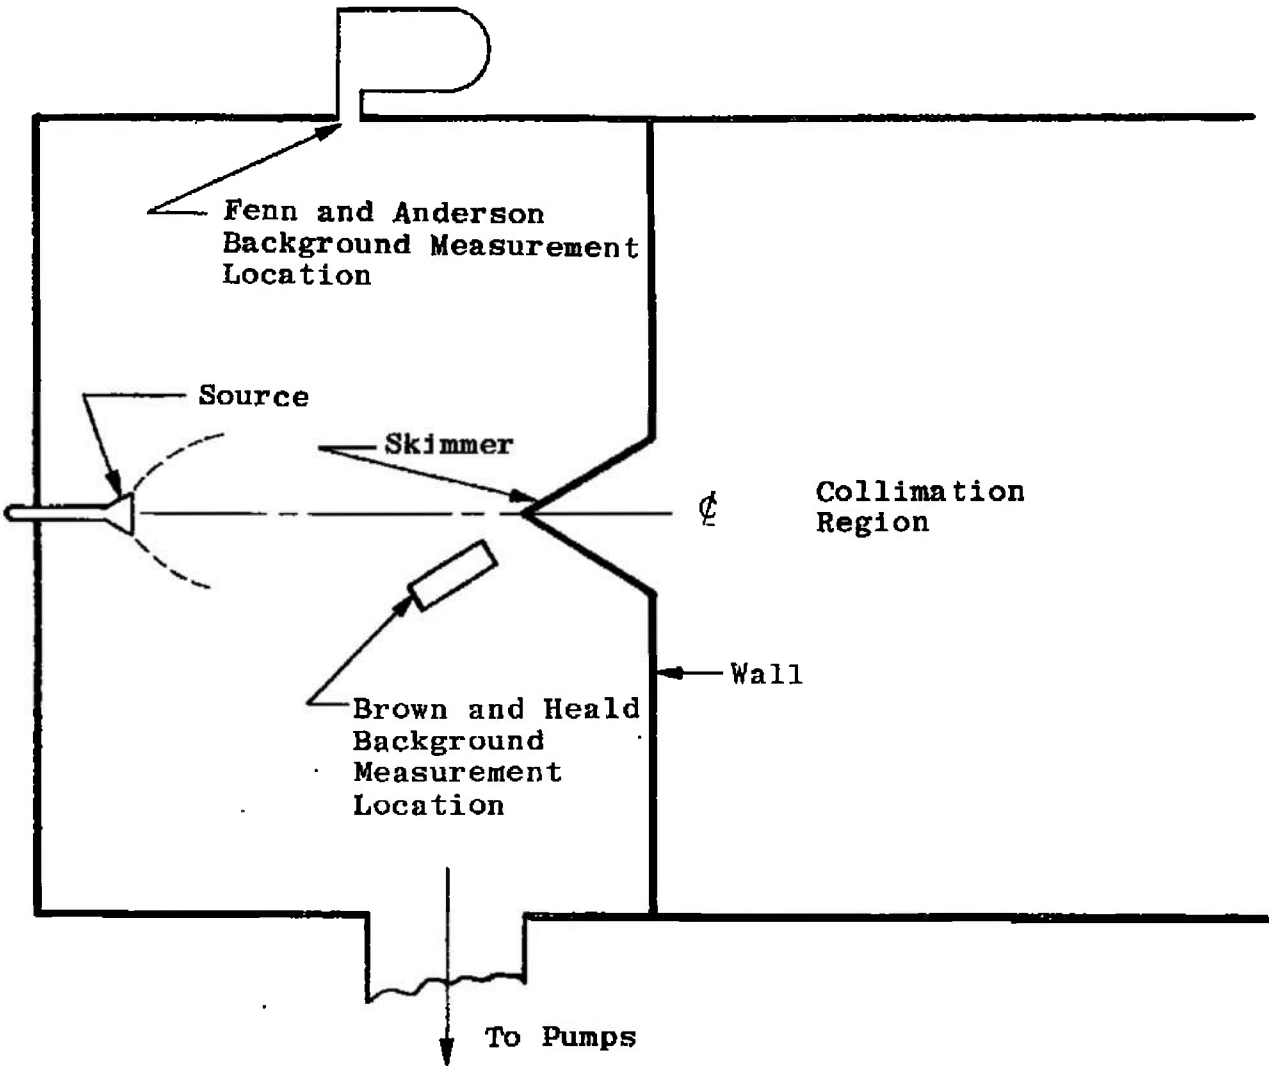 Fenn and Anderson
Background Measurement
Location
Source
Skimmer
℄
Collimation
Region
Wall
Brown and Heald
Background
Measurement
Location
To Pumps